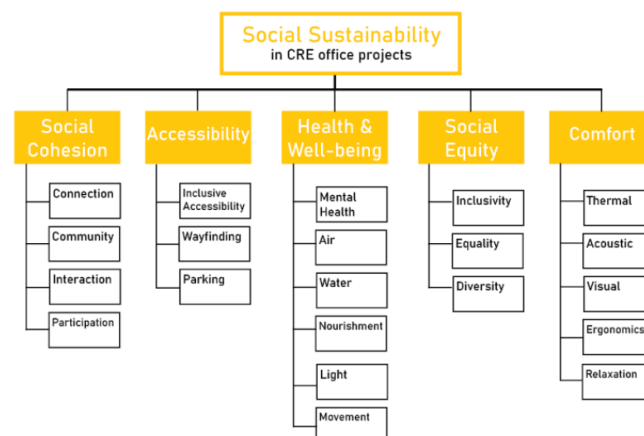 Social Sustainability
in CRE office projects
Social
Cohesion
Connection
Community
Interaction
Participation
Accessibility
Inclusive
Accessibility
Wayfinding
Parking
Health &
Well-being
Mental
Health
Air
Water
Nourishment
Light
Movement
Social
Equity
Inclusivity
Equality
Diversity
Comfort
Thermal
Acoustic
Visual
Ergonomics
Relaxation